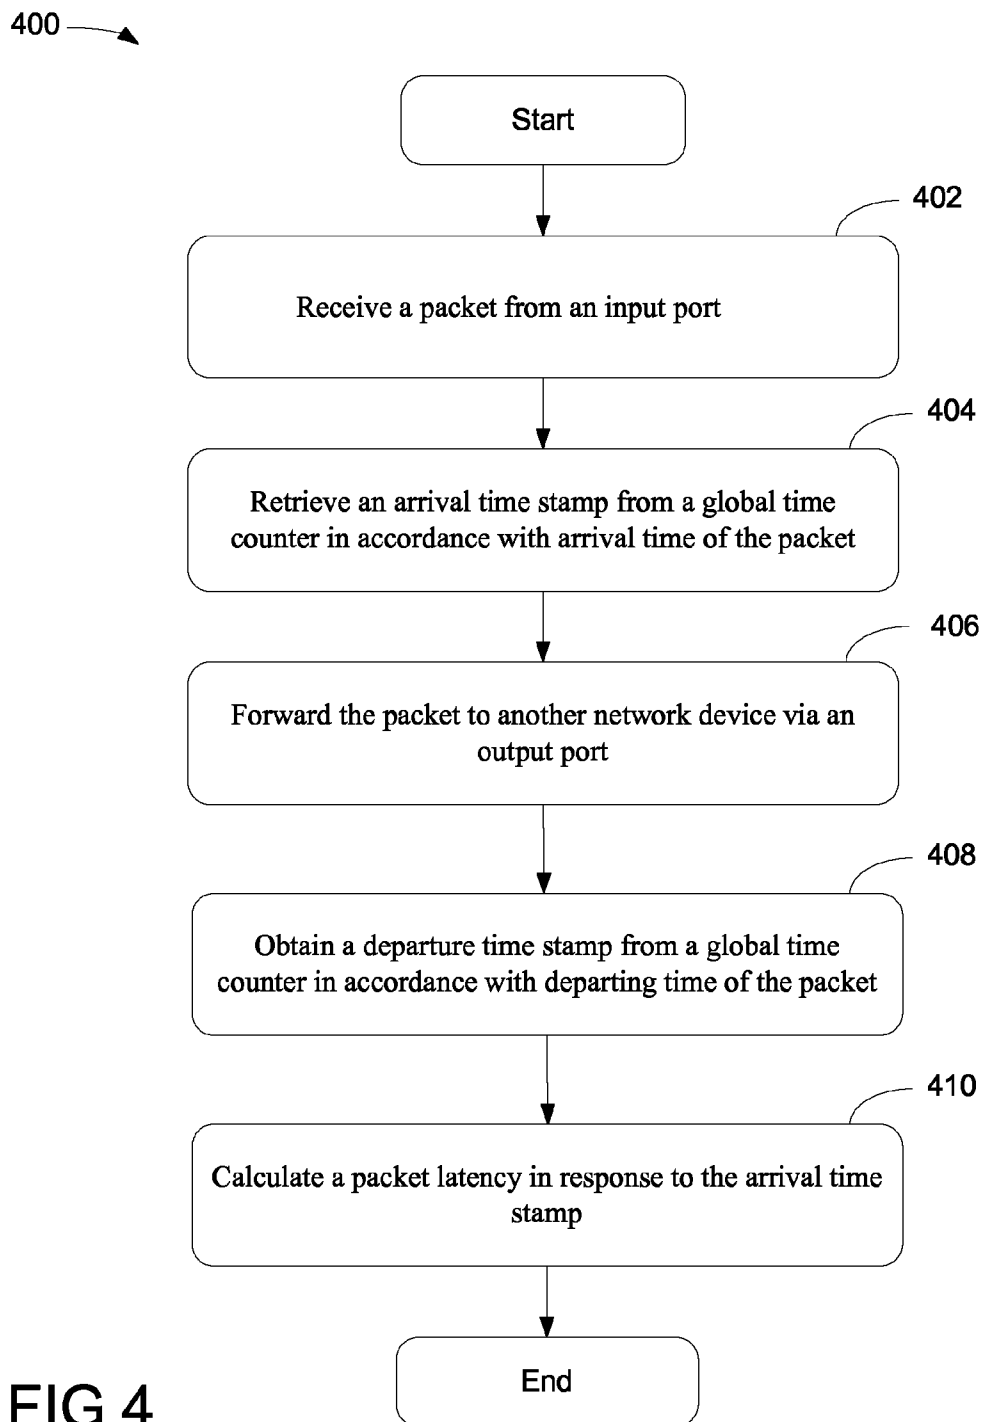 400
Start
402
Receive a packet from an input port
404
Retrieve an arrival time stamp from a global time
counter in accordance with arrival time of the packet
406
Forward the packet to another network device via an
output port
408
Obtain a departure time stamp from a global time
counter in accordance with departing time of the packet
410
Calculate a packet latency in response to the arrival time
stamp
End
FIG 4